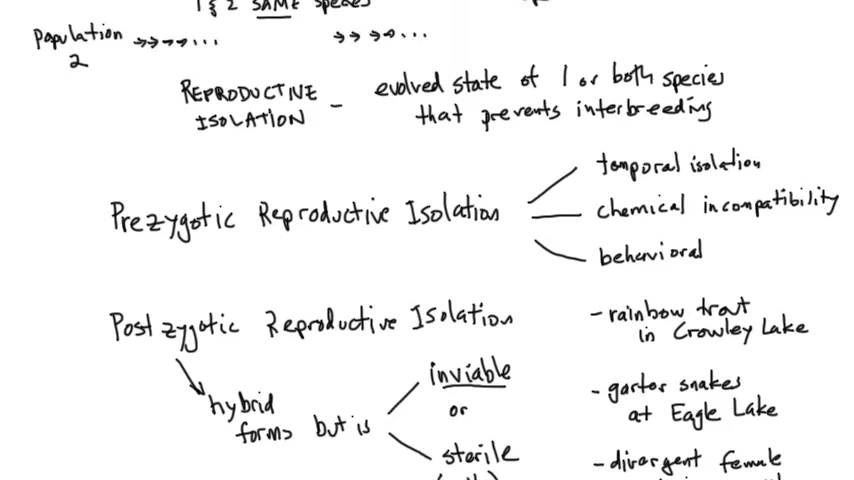 1 & 2 SAME species
Population →→→→... →→→→...
2
REPRODUCTIVE ISOLATION – evolved state of 1 or both species
that prevents interbreeding
Prezygotic Reproductive Isolation
temporal isolation
chemical incompatibility
behavioral
Postzygotic Reproductive Isolation
hybrid
forms but is
inviable
or
sterile
- rainbow trout
in Crowley Lake
- garter snakes
at Eagle Lake
- divergent female